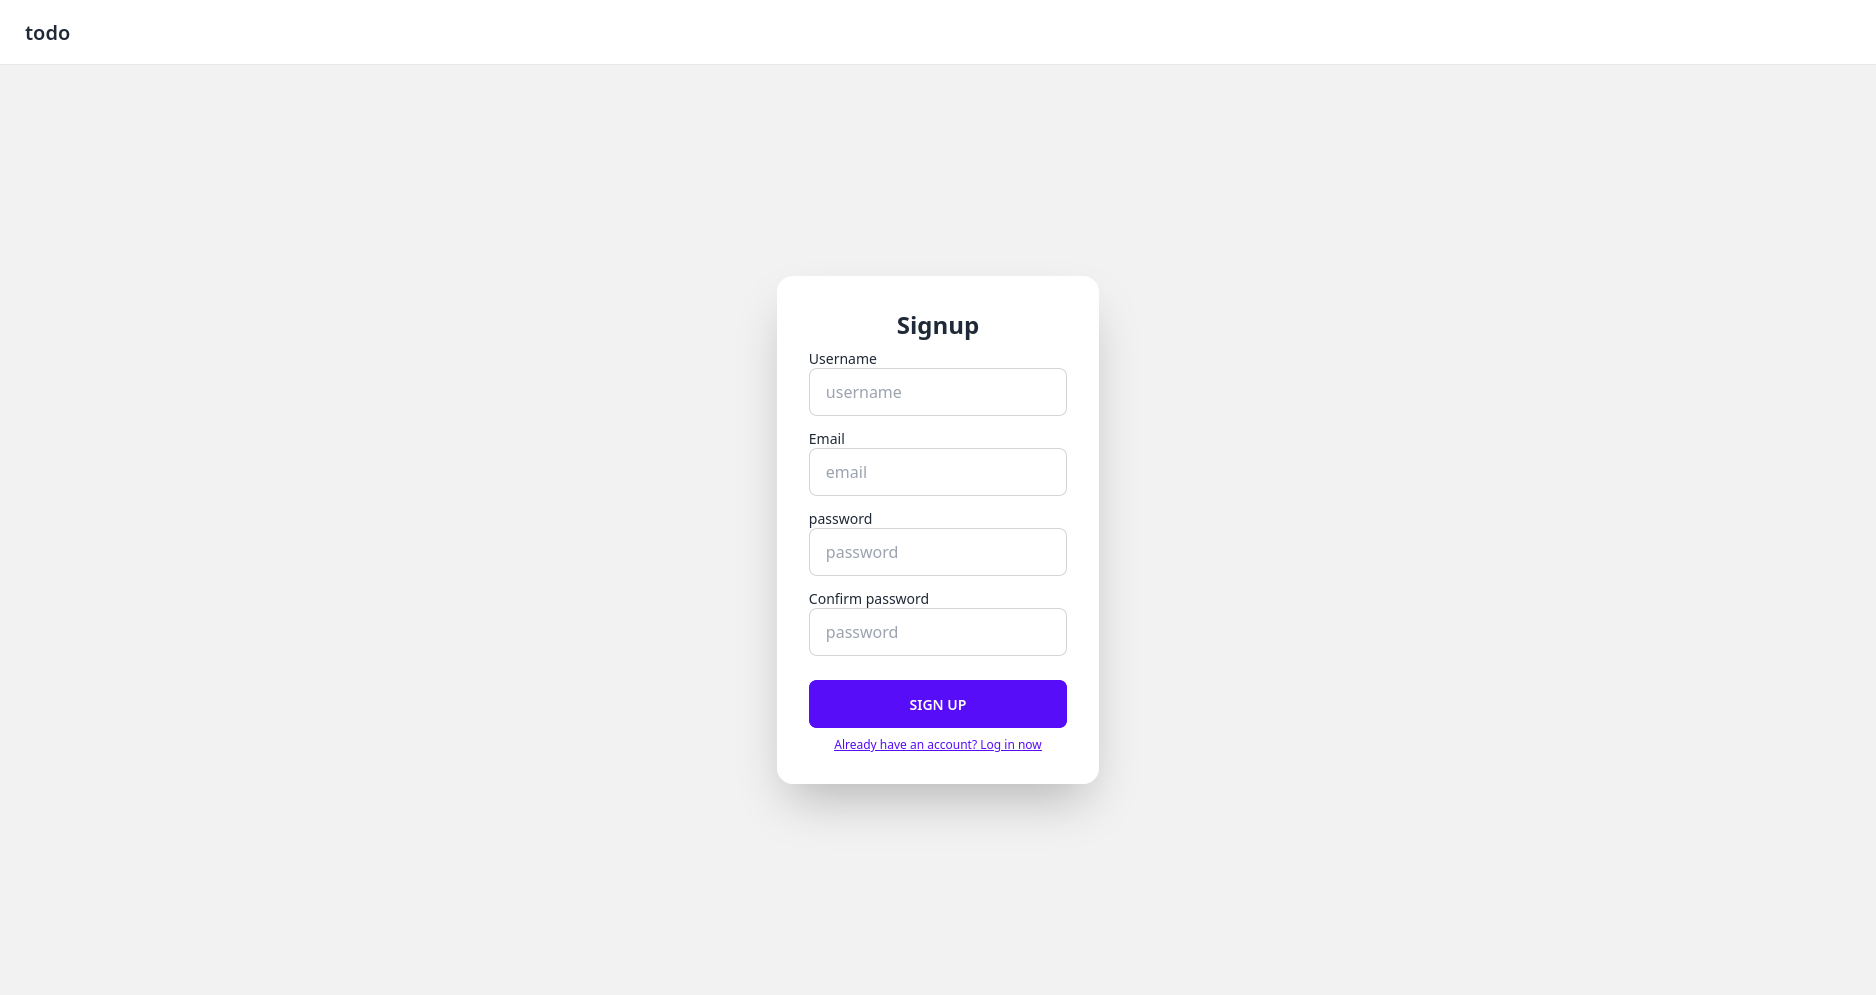 todo
Signup
Username
username
Email
email
password
password
Confirm password
password
SIGN UP
Already have an account? Log in now